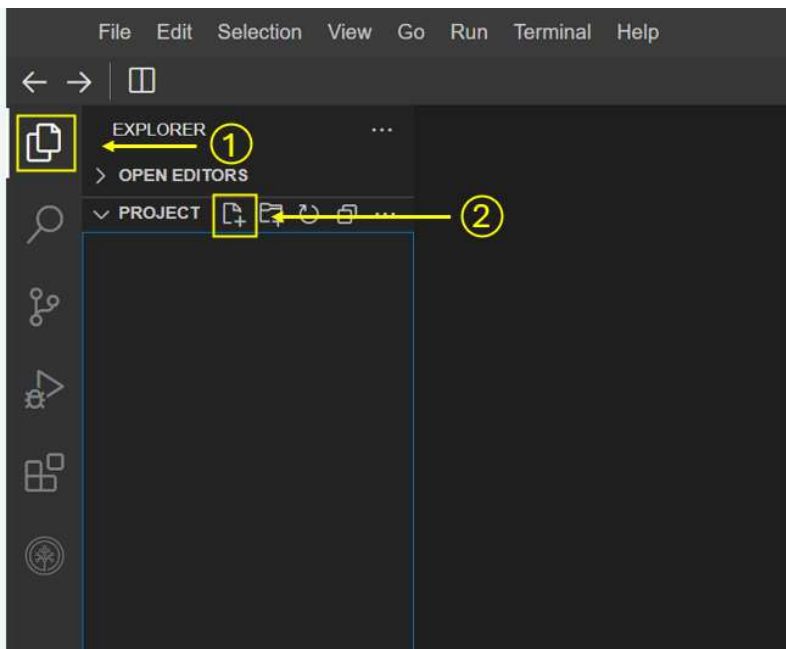 File Edit Selection View Go Run Terminal Help
EXPLORER
1
OPEN EDITORS
PROJECT
2